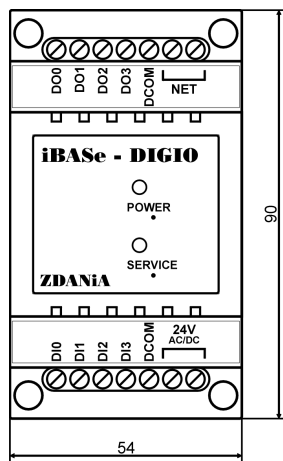 DO0 DO1 DO2 DO3 DCOM NET
iBASe - DIGIO
POWER
SERVICE
ZDANiA
DI0 DI1 DI2 DI3 DCOM 24V
AC/DC
90
54